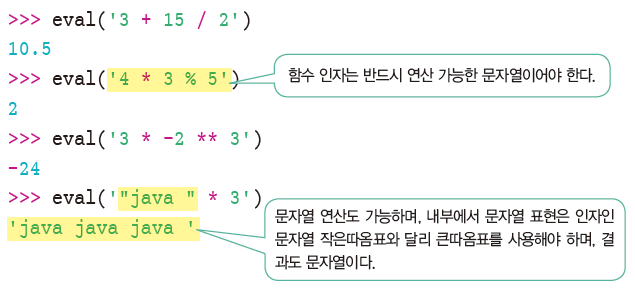 >>> eval('3 + 15 / 2')
10.5
>>> eval('4 * 3 % 5')
함수 인자는 반드시 연산 가능한 문자열이어야 한다.
2
>>> eval('3 * -2 ** 3')
-24
>>> eval('"java " * 3')
'java java java '
문자열 연산도 가능하며, 내부에서 문자열 표현은 인자인
문자열 작은따옴표와 달리 큰따옴표를 사용해야 하며, 결
과도 문자열이다.